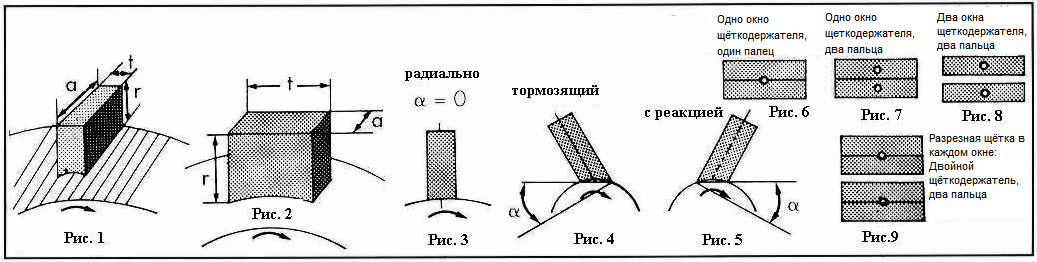 a
t
r
Рис. 1
t
a
r
Рис. 2
радиально
α = 0
Рис. 3
тормозящий
α
Рис. 4
с реакцией
α
Рис. 5
Одно окно
щёткодержателя,
один палец
Рис. 6
Одно окно
щеткодержателя,
два пальца
Рис. 7
Два окна
щеткодержателя,
два пальца
Рис. 8
Разрезная щётка в
каждом окне:
Двойной
щёткодержатель,
два пальца
Рис.9